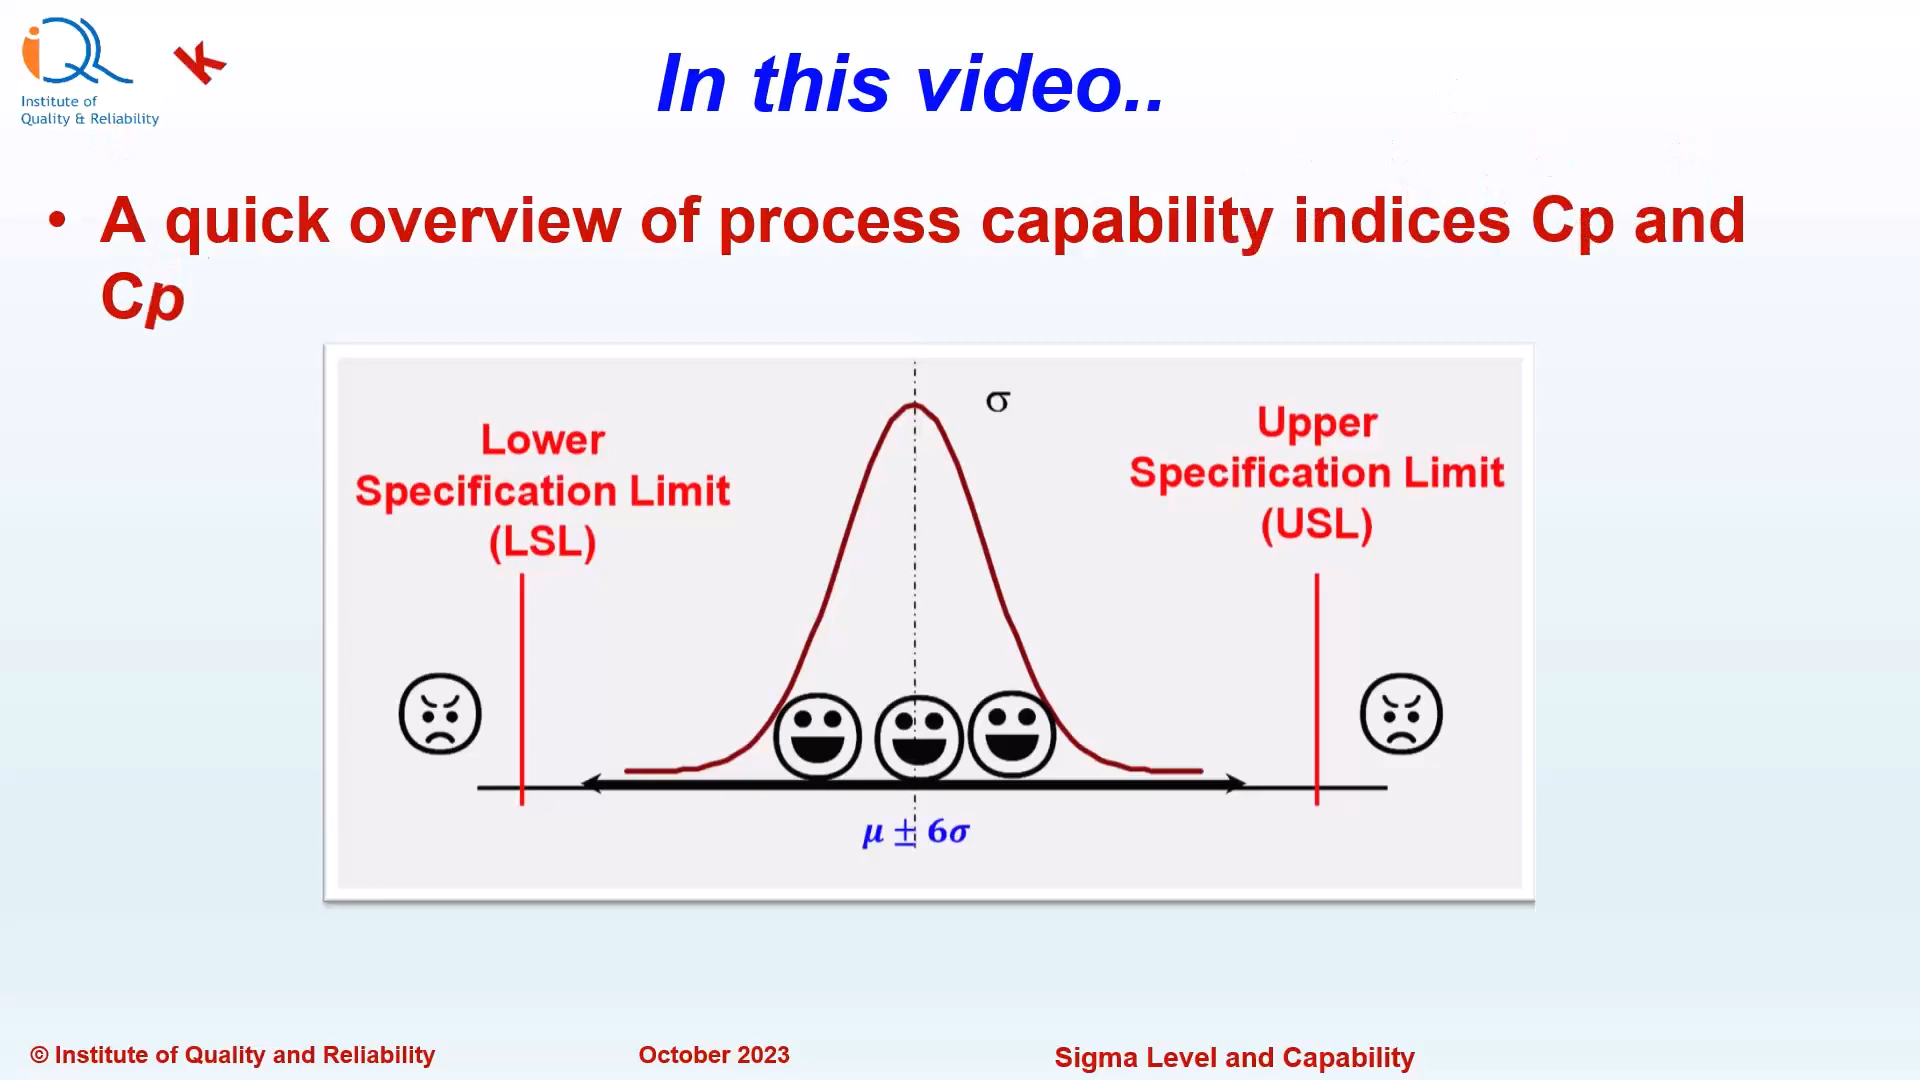 iQR
Institute of
Quality & Reliability
k
In this video..
• A quick overview of process capability indices Cp and
Cp
σ
Lower
Specification Limit
(LSL)
Upper
Specification Limit
(USL)
μ ± 6σ
© Institute of Quality and Reliability
October 2023
Sigma Level and Capability